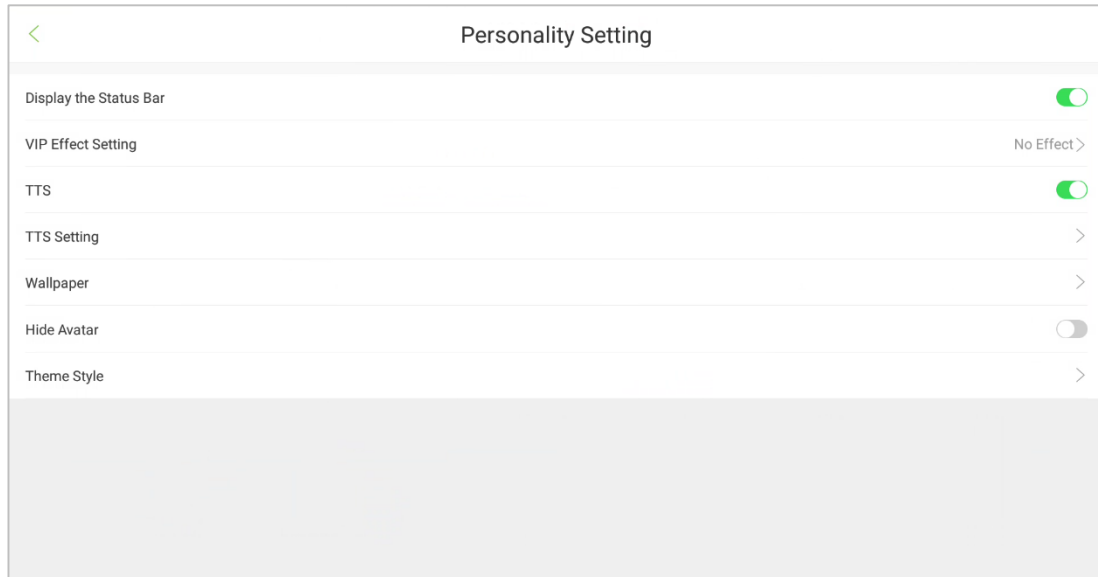 Personality Setting
Display the Status Bar
VIP Effect Setting
No Effect
TTS
TTS Setting
Wallpaper
Hide Avatar
Theme Style